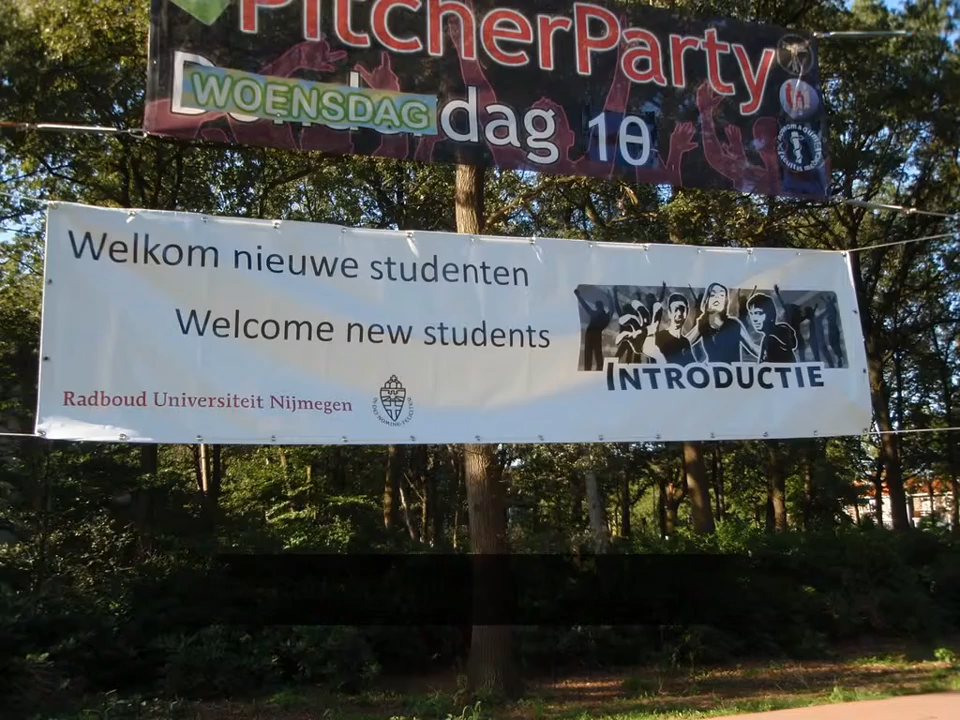 PitcherParty
WOENSDAG
dag 10
Welkom nieuwe studenten
Welcome new students
Radboud Universiteit Nijmegen
INTRODUCTIE